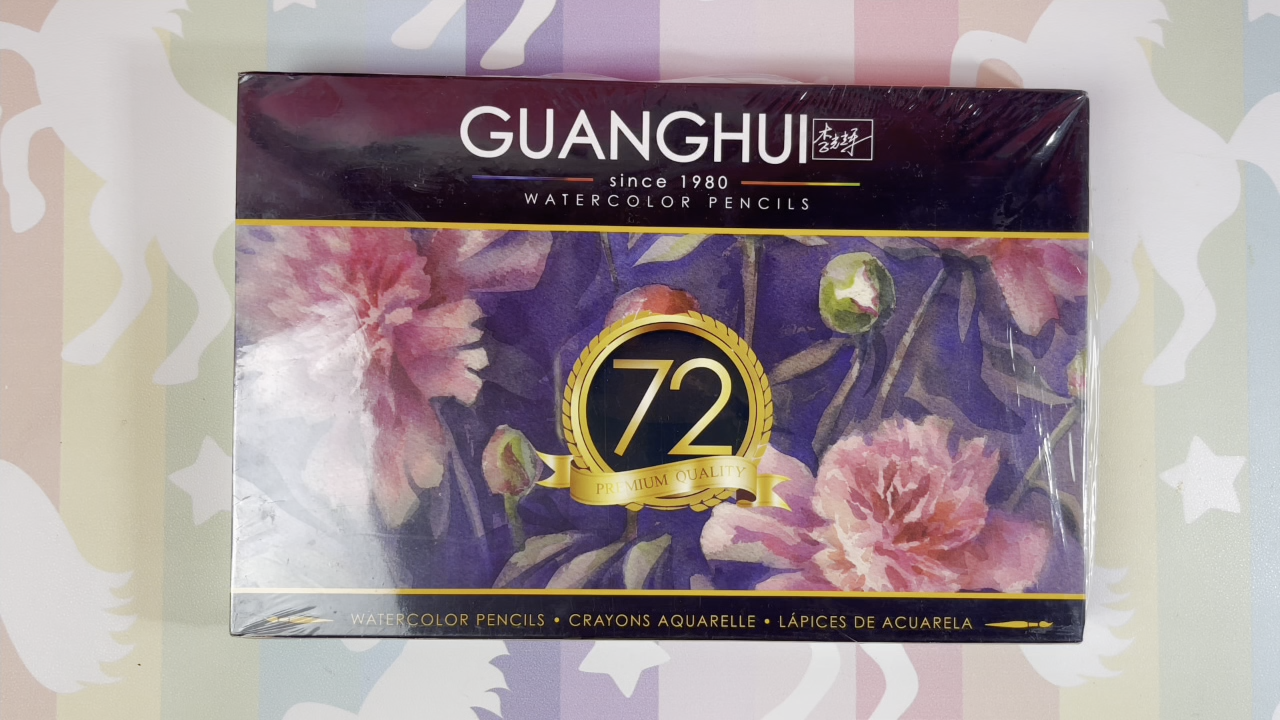 GUANGHUI
since 1980
WATERCOLOR PENCILS
72
PREMIUM QUALITY
WATERCOLOR PENCILS • CRAYONS AQUARELLE • LÁPICES DE ACUARELA